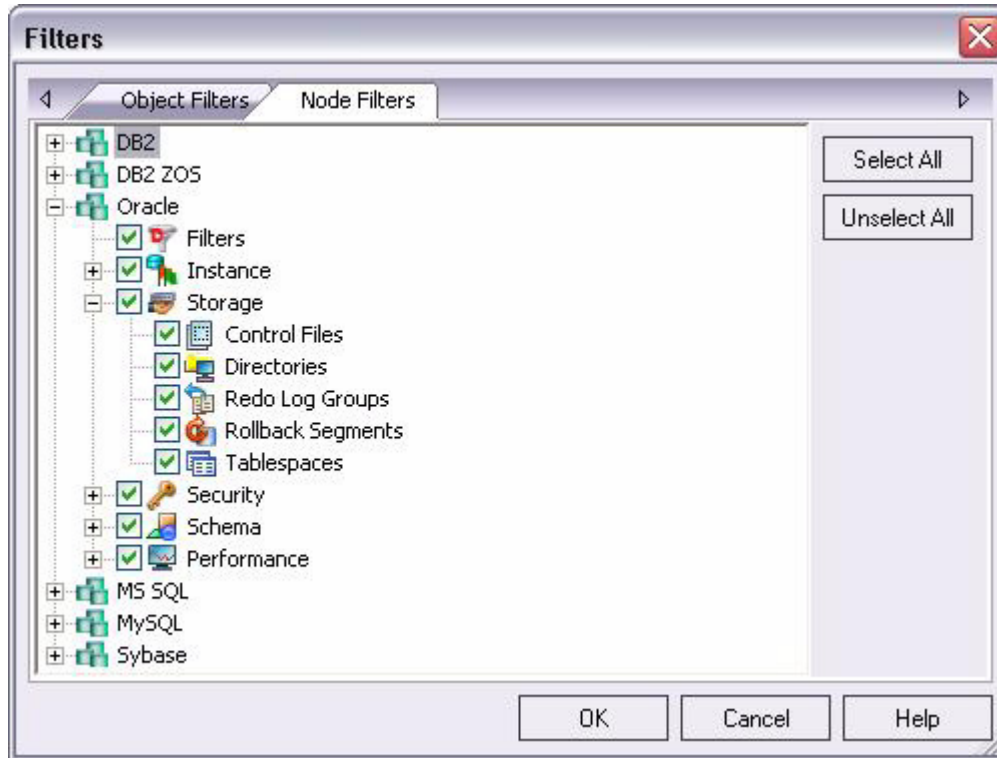 Filters
Object Filters Node Filters
DB2
DB2 ZOS
Oracle
Filters
Instance
Storage
Control Files
Directories
Redo Log Groups
Rollback Segments
Tablespaces
Security
Schema
Performance
MS SQL
MySQL
Sybase
Select All
Unselect All
OK Cancel Help